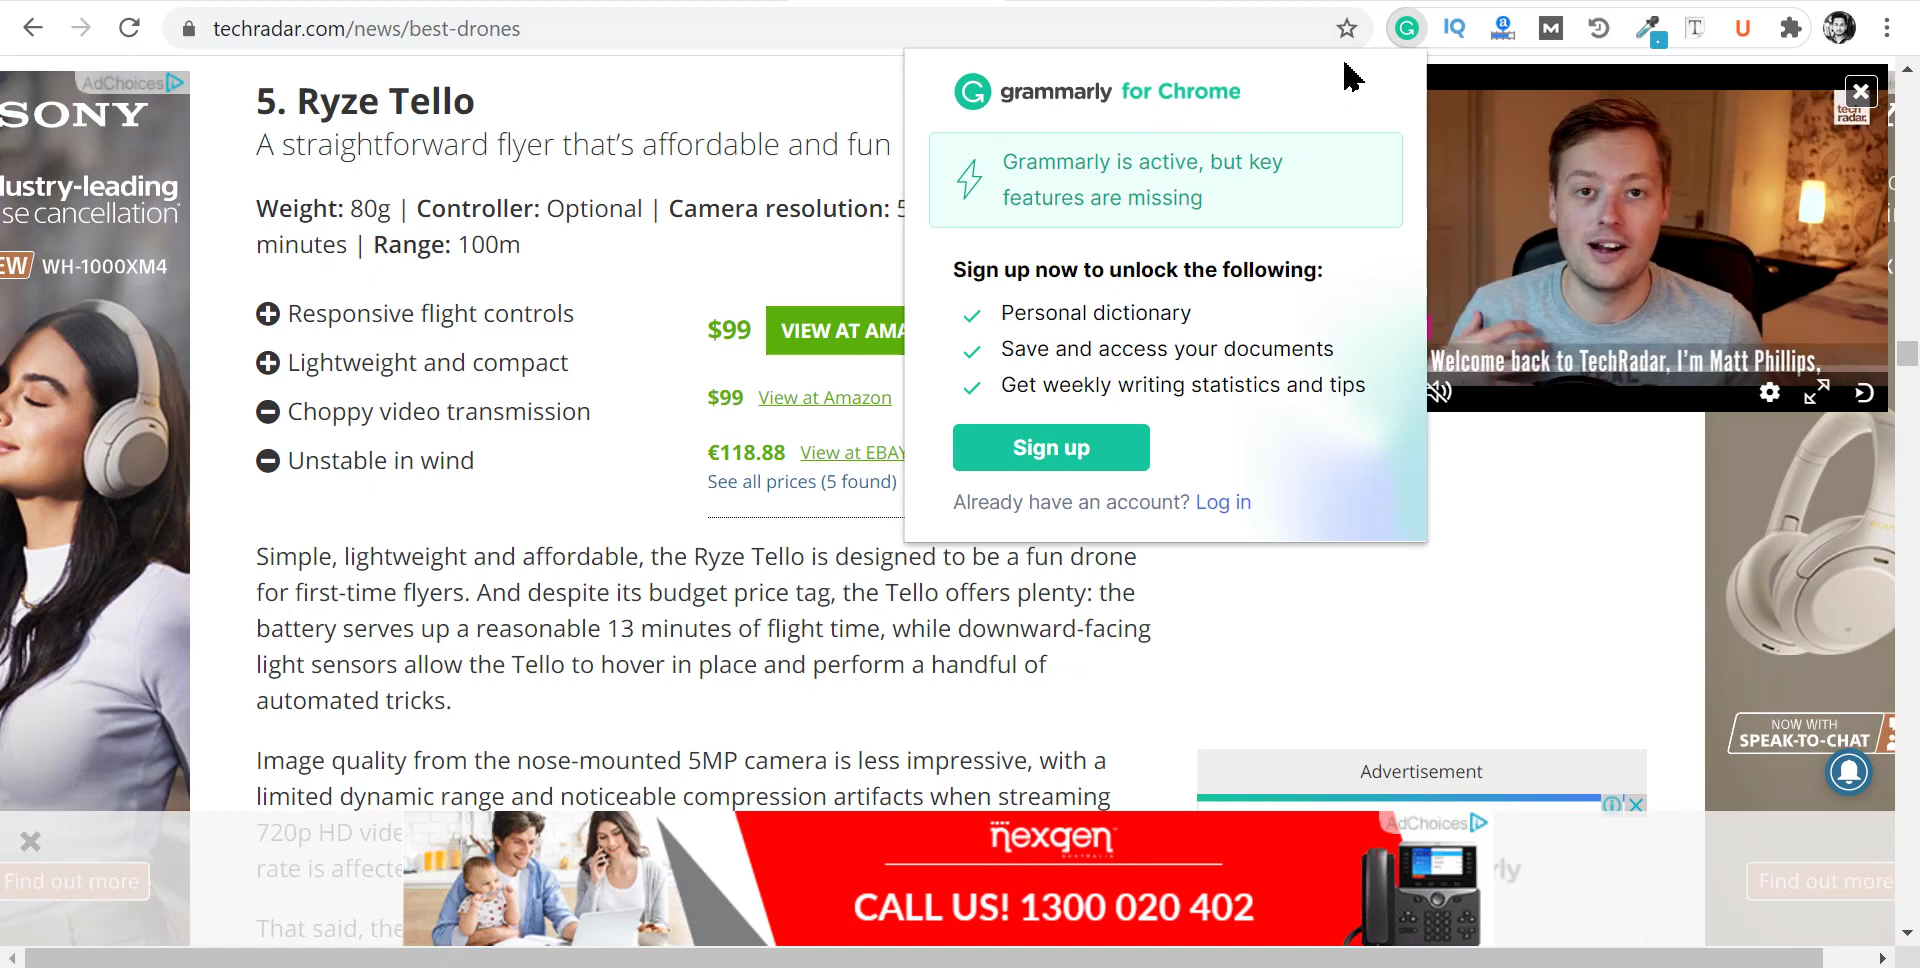 techradar.com/news/best-drones
AdChoices
SONY
dustry-leading
se cancellation
EW WH-1000XM4
5. Ryze Tello
A straightforward flyer that's affordable and fun
Weight: 80g | Controller: Optional | Camera resolution: 5
minutes | Range: 100m
Responsive flight controls
Lightweight and compact
Choppy video transmission
Unstable in wind
$99 VIEW AT AMA
$99 View at Amazon
€118.88 View at EBAY
See all prices (5 found)
grammarly for Chrome
Grammarly is active, but key
features are missing
Sign up now to unlock the following:
Personal dictionary
Save and access your documents
Get weekly writing statistics and tips
Sign up
Already have an account? Log in
tech
radar.
Welcome back to TechRadar, I'm Matt Phillips,
Simple, lightweight and affordable, the Ryze Tello is designed to be a fun drone
for first-time flyers. And despite its budget price tag, the Tello offers plenty: the
battery serves up a reasonable 13 minutes of flight time, while downward-facing
light sensors allow the Tello to hover in place and perform a handful of
automated tricks.
Image quality from the nose-mounted 5MP camera is less impressive, with a
limited dynamic range and noticeable compression artifacts when streaming
720p HD vide
rate is affecte
That said, the
Advertisement
NOW WITH
SPEAK-TO-CHAT
Find out more
nexgen
AUSTRALIA
CALL US! 1300 020 402
AdChoices
rly
Find out more